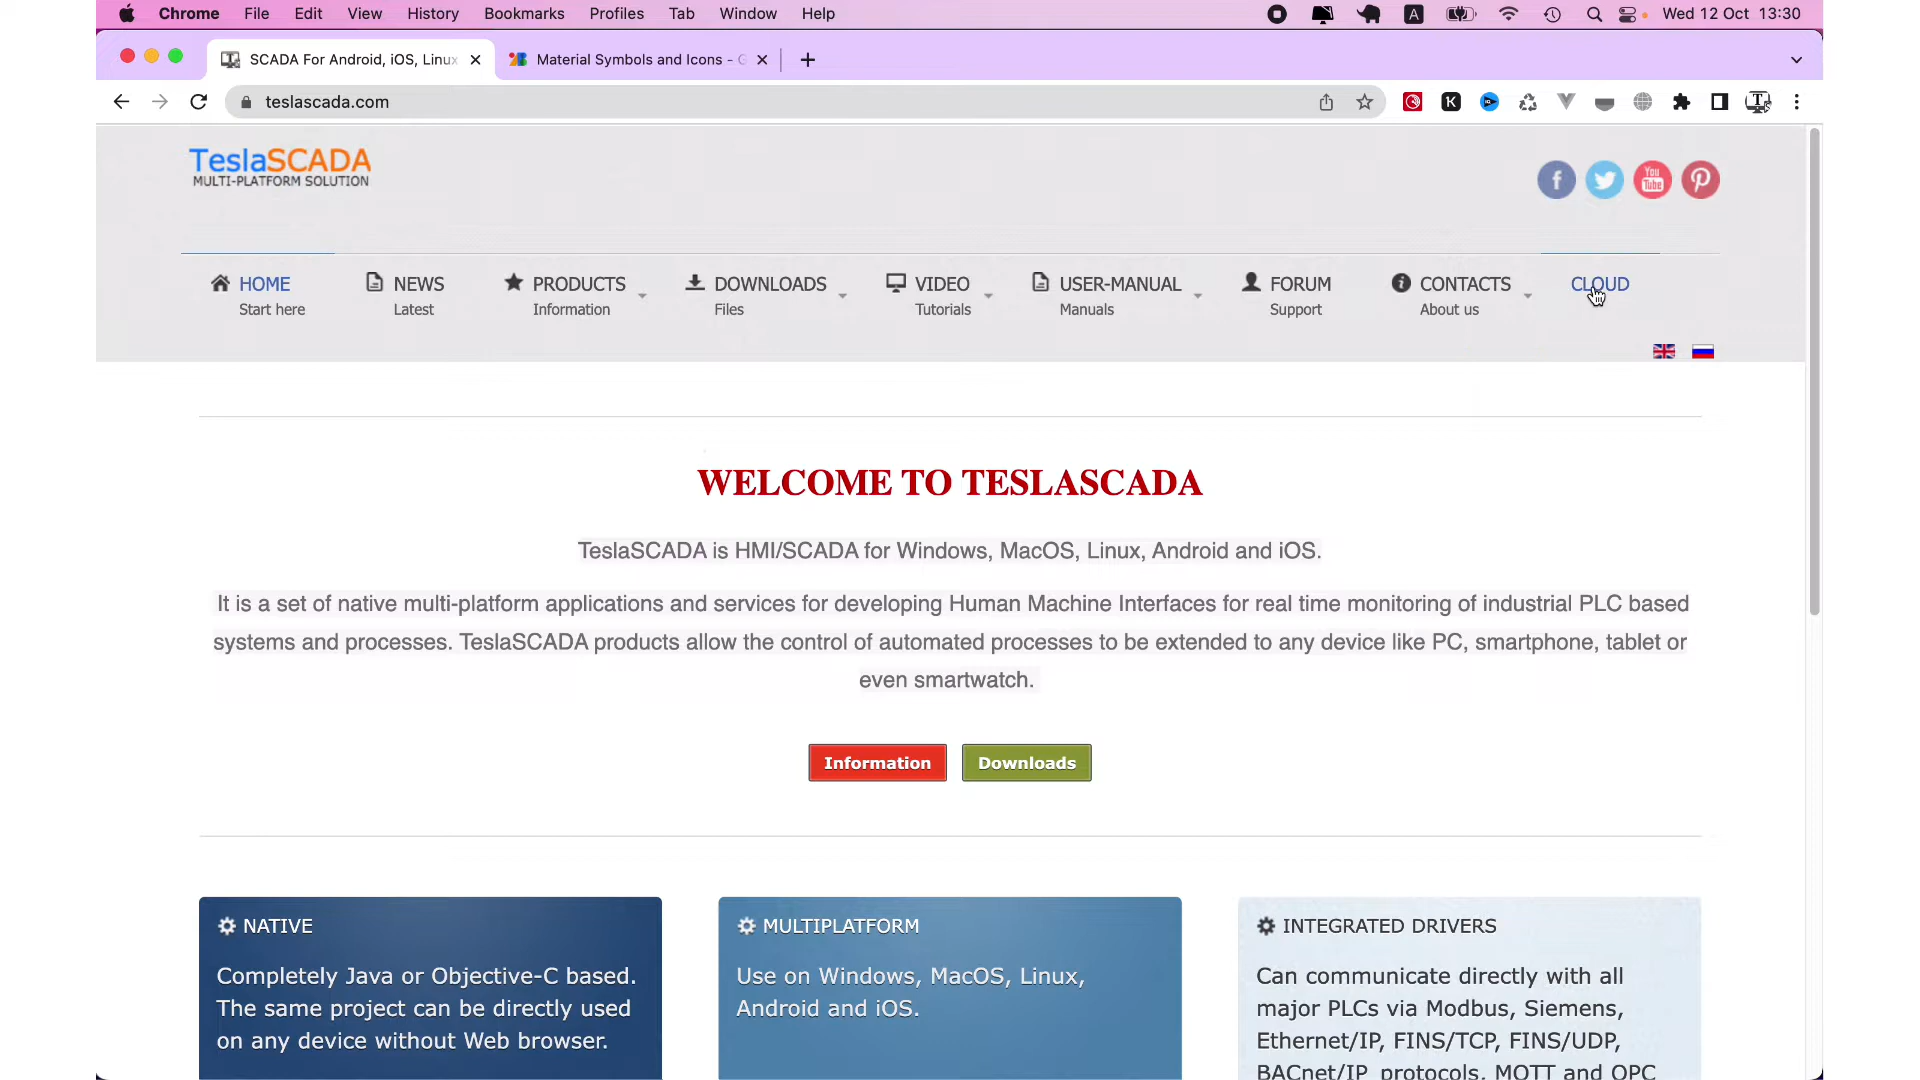 Chrome File Edit View History Bookmarks Profiles Tab Window Help A Wed 12 Oct 13:30
SCADA For Android, iOS, Linux Material Symbols and Icons - G
teslascada.com
TeslaSCADA
MULTI-PLATFORM SOLUTION
You
Tube
HOME NEWS PRODUCTS DOWNLOADS VIDEO USER-MANUAL FORUM CONTACTS CLOUD
Start here Latest Information Files Tutorials Manuals Support About us
WELCOME TO TESLASCADA
TeslaSCADA is HMI/SCADA for Windows, MacOS, Linux, Android and iOS.
It is a set of native multi-platform applications and services for developing Human Machine Interfaces for real time monitoring of industrial PLC based
systems and processes. TeslaSCADA products allow the control of automated processes to be extended to any device like PC, smartphone, tablet or
even smartwatch.
Information Downloads
NATIVE
Completely Java or Objective-C based.
The same project can be directly used
on any device without Web browser.
MULTIPLATFORM
Use on Windows, MacOS, Linux,
Android and iOS.
INTEGRATED DRIVERS
Can communicate directly with all
major PLCs via Modbus, Siemens,
Ethernet/IP, FINS/TCP, FINS/UDP,
BACnet/IP protocols, MQTT and OPC